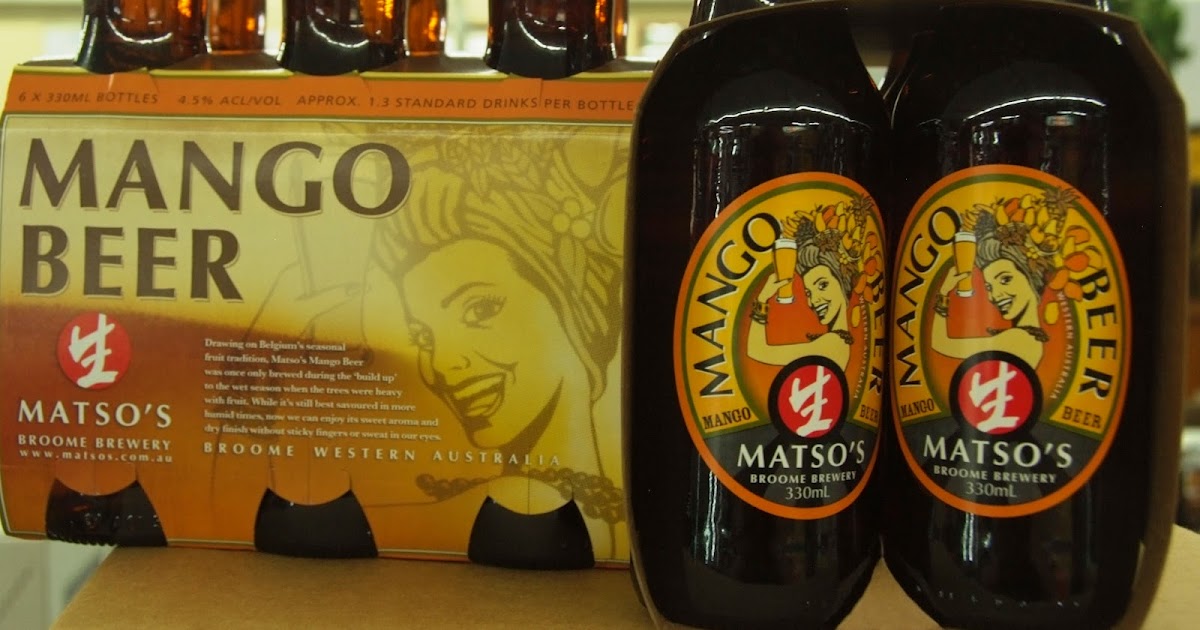 6 X 330ML BOTTLES 4.5% ACL/VOL APPROX. 1.3 STANDARD DRINKS PER BOTTLE
MANGO
BEER
生
MATSO'S
BROOME BREWERY
www.matsos.com.au
Drawing on Belgium's seasonal
fruit tradition, Matso's Mango Beer
was once only brewed during the 'build up'
to the wet season when the trees were heavy
with fruit. While it's still best savoured in more
humid times, now we can enjoy its sweet aroma and
dry finish without sticky fingers or sweat in our eyes.
BROOME WESTERN AUSTRALIA
MANGO BEER
MANGO BEER
生
MATSO'S
BROOME BREWERY
330mL
MANGO BEER
WESTERN AUSTRALIA
MANGO BEER
生
MATSO'S
BROOME BREWERY
330mL